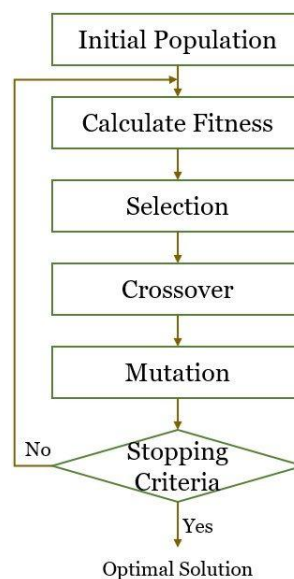 Initial Population
Calculate Fitness
Selection
Crossover
Mutation
Stopping
Criteria
No
Yes
Optimal Solution